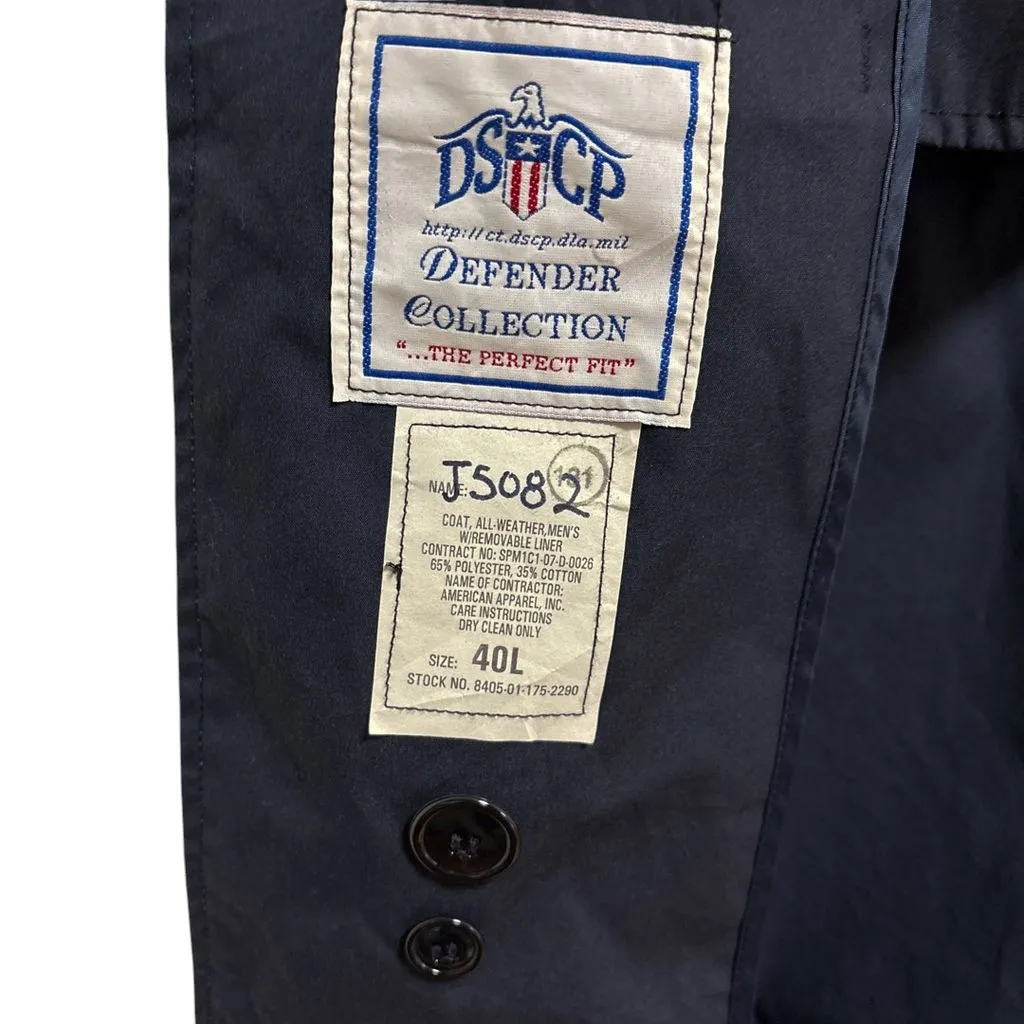 DSCP
http://ct.dscp.dla.mil
DEFENDER
COLLECTION
"...THE PERFECT FIT"
NAME: J5082
COAT, ALL-WEATHER, MEN'S
W/REMOVABLE LINER
CONTRACT NO: SPM1C1-07-D-0026
65% POLYESTER, 35% COTTON
NAME OF CONTRACTOR:
AMERICAN APPAREL, INC.
CARE INSTRUCTIONS
DRY CLEAN ONLY
SIZE: 40L
STOCK NO. 8405-01-175-2290